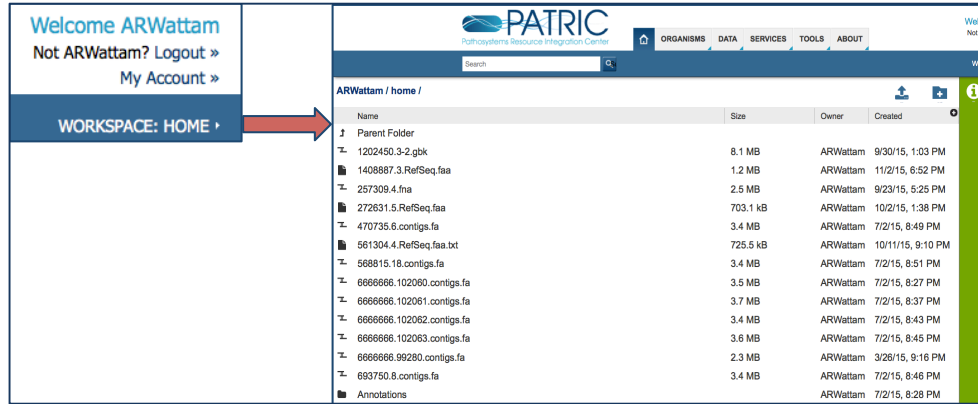 Welcome ARWattam
Not ARWattam? Logout »
My Account »
WORKSPACE: HOME
PATRIC
Pathosystems Resource Integration Center
ORGANISMS DATA SERVICES TOOLS ABOUT
Search
ARWattam / home /
Name Size Owner Created
Parent Folder
1202450.3-2.gbk 8.1 MB ARWattam 9/30/15, 1:03 PM
1408887.3.RefSeq.faa 1.2 MB ARWattam 11/2/15, 6:52 PM
257309.4.fna 2.5 MB ARWattam 9/23/15, 5:25 PM
272631.5.RefSeq.faa 703.1 kB ARWattam 10/2/15, 1:38 PM
470735.6.contigs.fa 3.4 MB ARWattam 7/2/15, 8:49 PM
561304.4.RefSeq.faa.txt 725.5 kB ARWattam 10/11/15, 9:10 PM
568815.18.contigs.fa 3.4 MB ARWattam 7/2/15, 8:51 PM
6666666.102060.contigs.fa 3.5 MB ARWattam 7/2/15, 8:27 PM
6666666.102061.contigs.fa 3.7 MB ARWattam 7/2/15, 8:37 PM
6666666.102062.contigs.fa 3.4 MB ARWattam 7/2/15, 8:43 PM
6666666.102063.contigs.fa 3.6 MB ARWattam 7/2/15, 8:45 PM
6666666.99280.contigs.fa 2.3 MB ARWattam 3/26/15, 9:16 PM
693750.8.contigs.fa 3.4 MB ARWattam 7/2/15, 8:46 PM
Annotations ARWattam 7/2/15, 8:28 PM